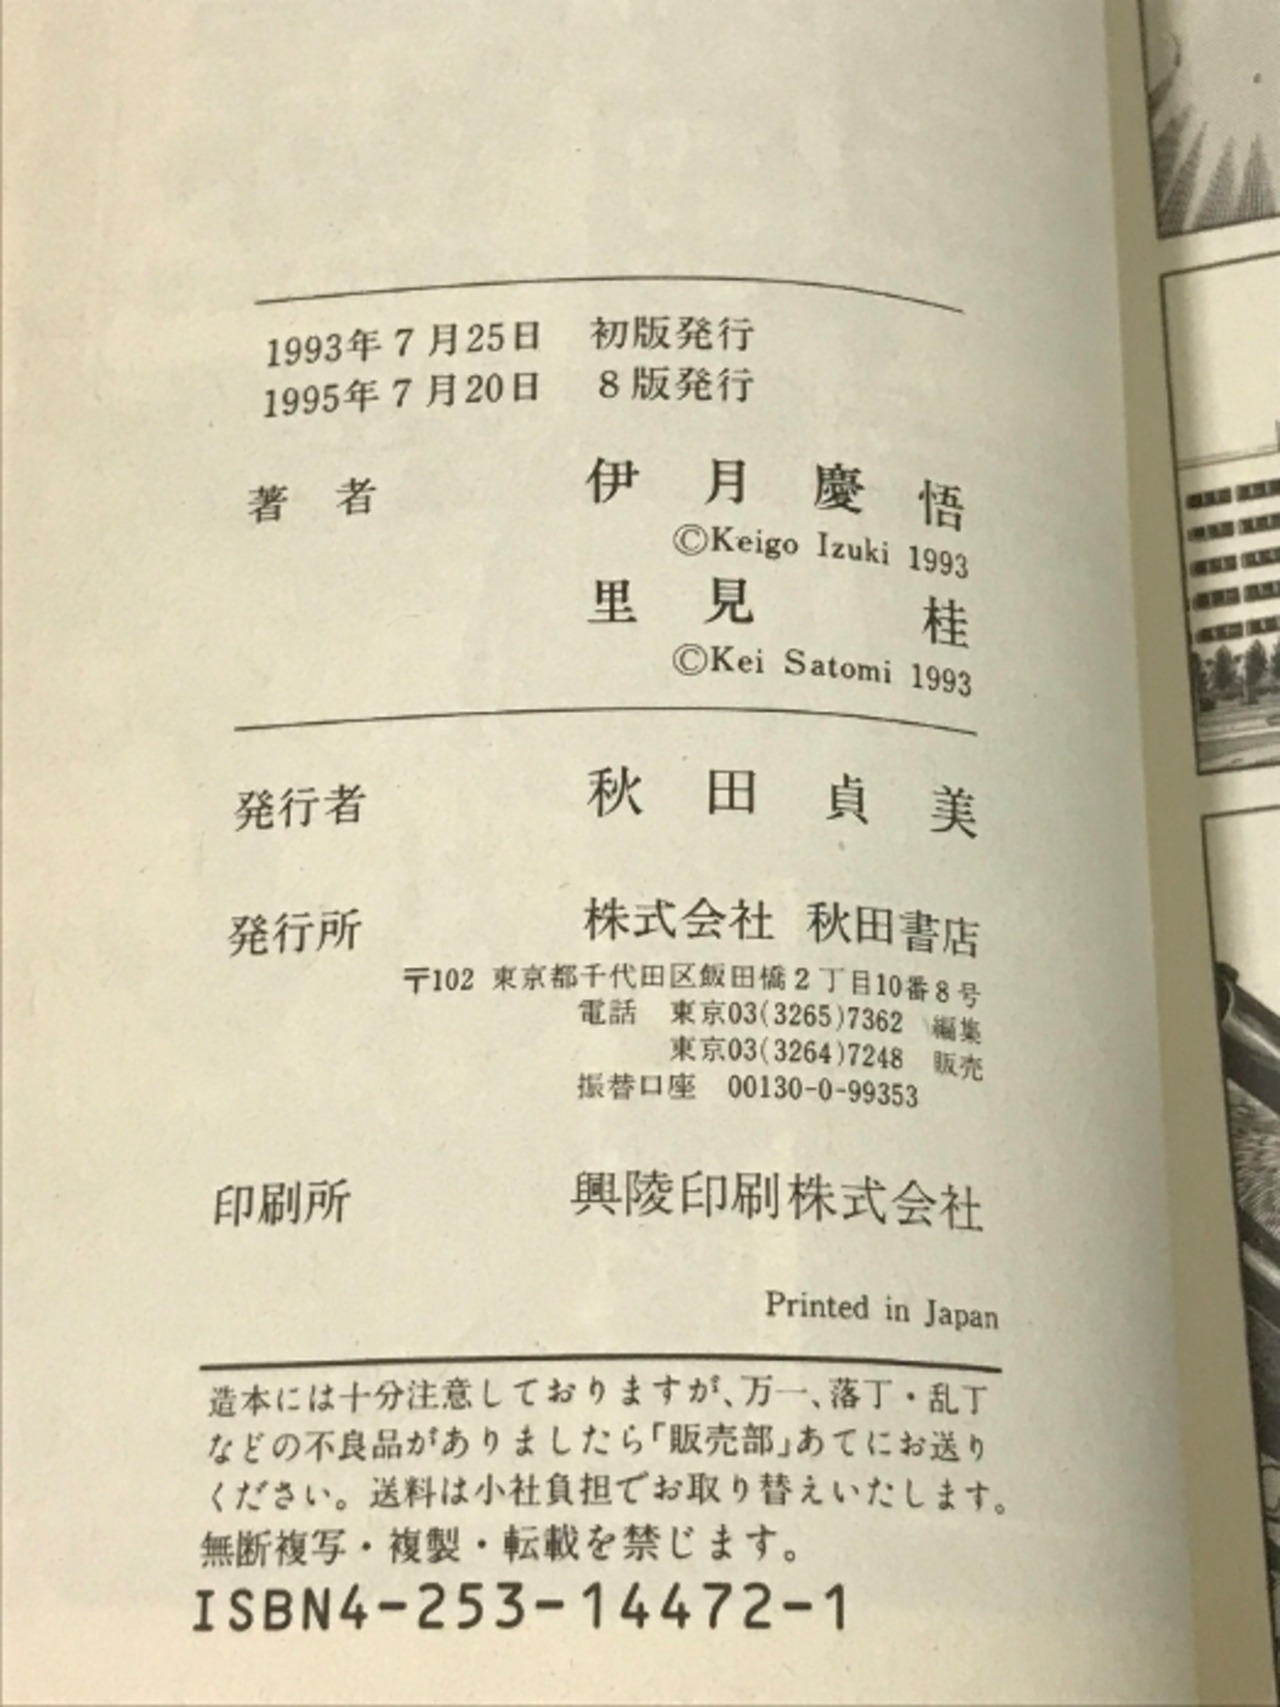 1993年7月25日 初版発行
1995年7月20日 8版発行
著者 伊月慶悟
©Keigo Izuki 1993
里見桂
©Kei Satomi 1993
発行者 秋田貞美
発行所 株式会社 秋田書店
〒102 東京都千代田区飯田橋2丁目10番8号
電話 東京03(3265)7362 編集
東京03(3264)7248 販売
振替口座 00130-0-99353
印刷所 興陵印刷株式会社
Printed in Japan
造本には十分注意しておりますが、万一、落丁・乱丁
などの不良品がありましたら「販売部」あてにお送り
ください。送料は小社負担でお取り替えいたします。
無断複写・複製・転載を禁じます。
ISBN4-253-14472-1